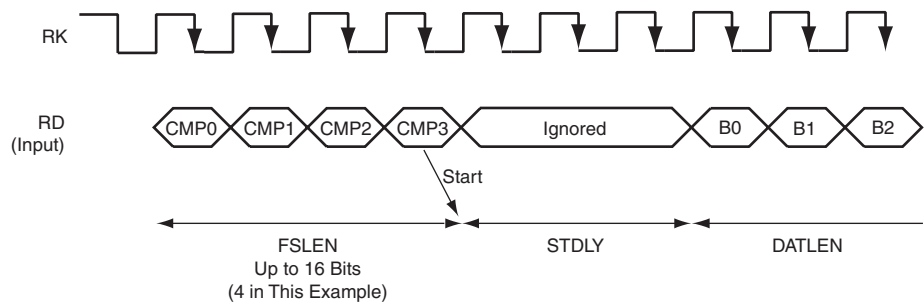 RK
RD
(Input)
CMP0 CMP1 CMP2 CMP3 Ignored B0 B1 B2
Start
FSLEN STDLY DATLEN
Up to 16 Bits
(4 in This Example)